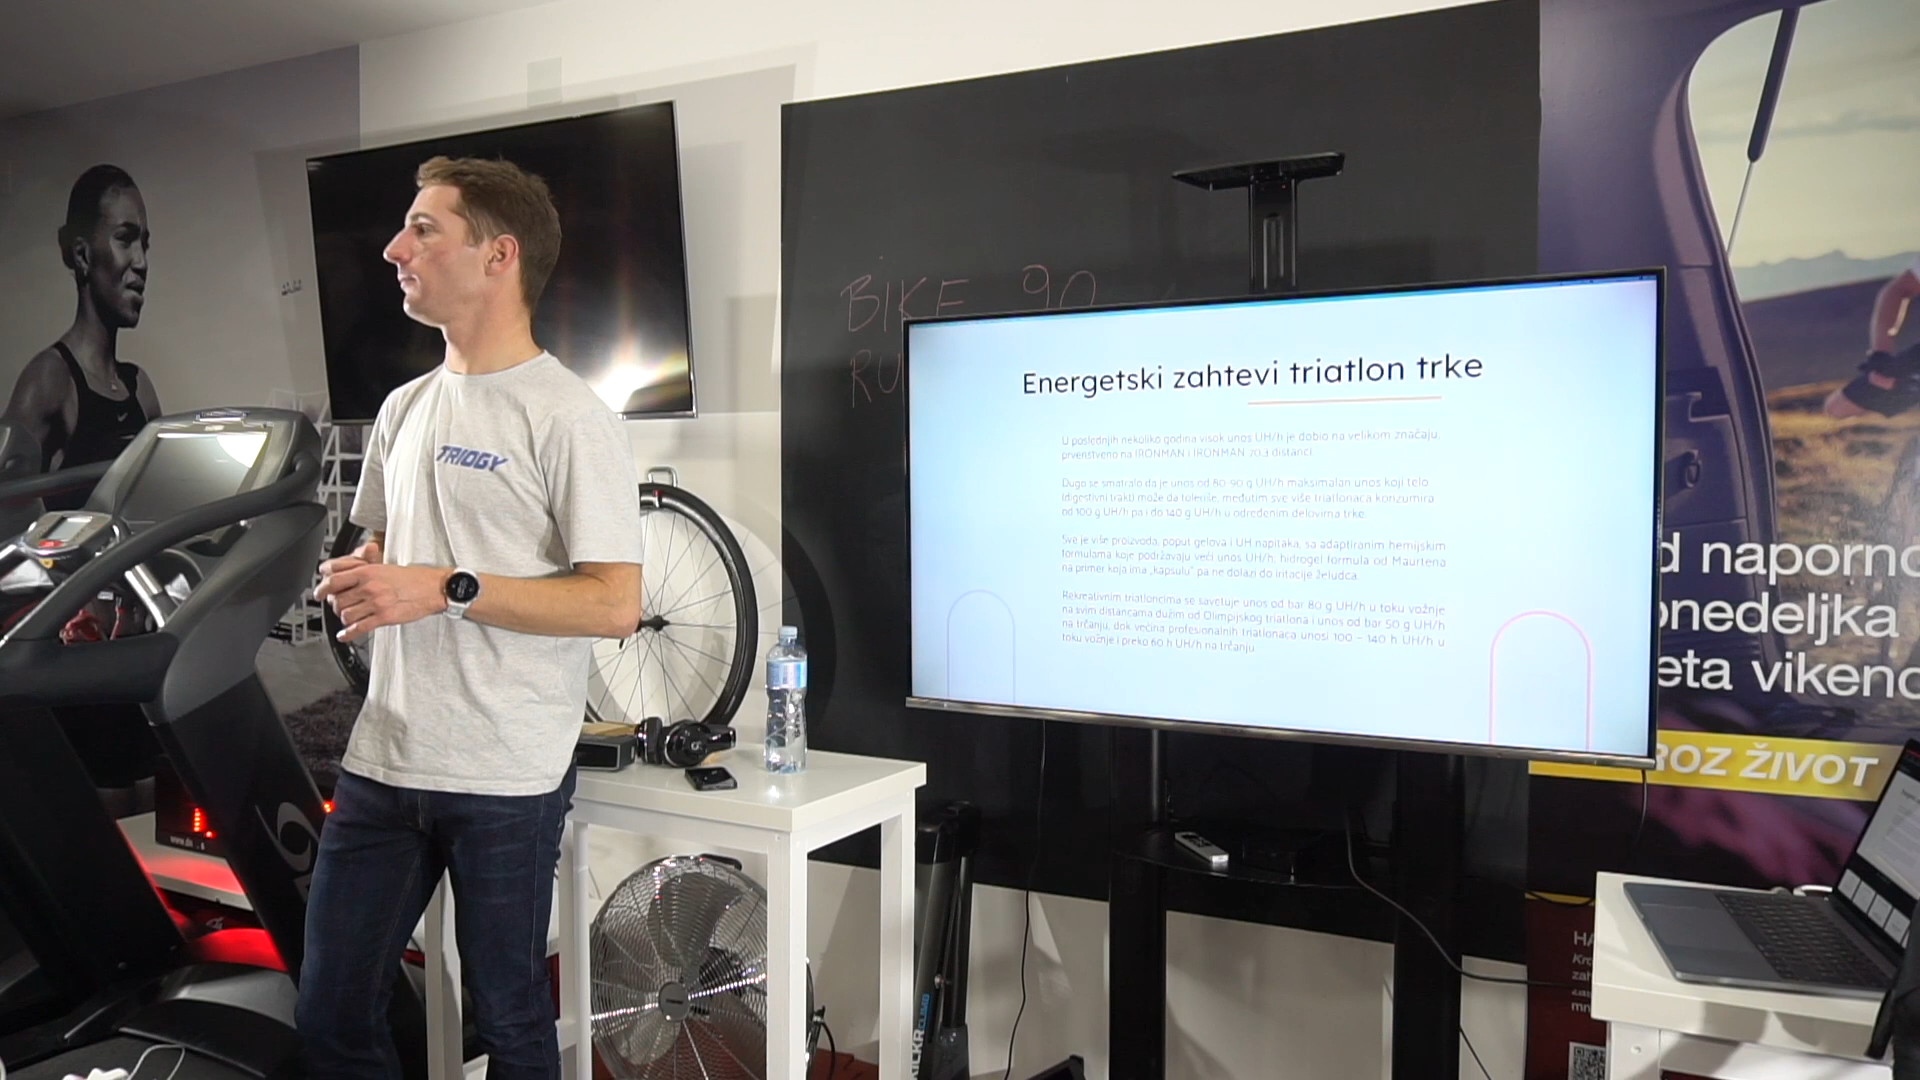 BIKE 90
RU
TRIOGY
Energetski zahtevi triatlon trke
U poslednjih nekoliko godina visok unos UH/h je dobio na velikom značaju,
prvenstveno na IRONMAN i IRONMAN 70.3 distanci.
Dugo se smatralo da je unos od 80-90 g UH/h maksimalan unos koji telo
(digestivni trakt) može da toleriše, međutim sve više triatlonaca konzumira
od 100 g UH/h pa i do 140 g UH/h u određenim delovima trke.
Sve je više proizvoda, poput gelova i UH napitaka, sa adaptiranim hemijskim
formulama koje podržavaju veći unos UH/h, hidrogel formula od Maurtena
na primer koja ima „kapsulu" pa ne dolazi do iritacije želudca.
Rekreativnim triatloncima se savetuje unos od bar 80 g UH/h u toku vožnje
na svim distancama dužim od Olimpijskog triatlona i unos od bar 50 g UH/h
na trčanju, dok većina profesionalnih triatlonaca unosi 100 – 140 h UH/h u
toku vožnje i preko 60 h UH/h na trčanju.
d naporno
onedeljka
eta vikend
ROZ ŽIVOT
KICKR CLIMB